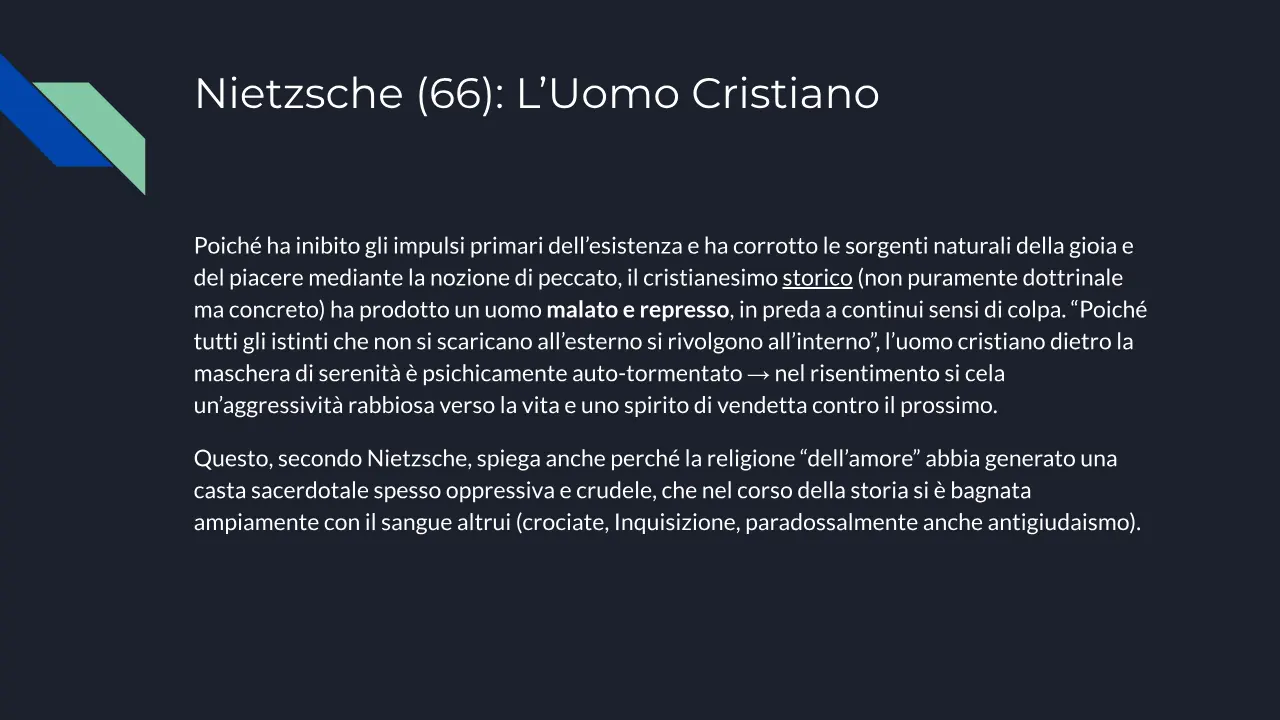 Nietzsche (66): L’Uomo Cristiano
Poiché ha inibito gli impulsi primari dell’esistenza e ha corrotto le sorgenti naturali della gioia e
del piacere mediante la nozione di peccato, il cristianesimo storico (non puramente dottrinale
ma concreto) ha prodotto un uomo malato e represso, in preda a continui sensi di colpa. “Poiché
tutti gli istinti che non si scaricano all’esterno si rivolgono all’interno”, l’uomo cristiano dietro la
maschera di serenità è psichicamente auto-tormentato → nel risentimento si cela
un’aggressività rabbiosa verso la vita e uno spirito di vendetta contro il prossimo.
Questo, secondo Nietzsche, spiega anche perché la religione “dell’amore” abbia generato una
casta sacerdotale spesso oppressiva e crudele, che nel corso della storia si è bagnata
ampiamente con il sangue altrui (crociate, Inquisizione, paradossalmente anche antigiudaismo).